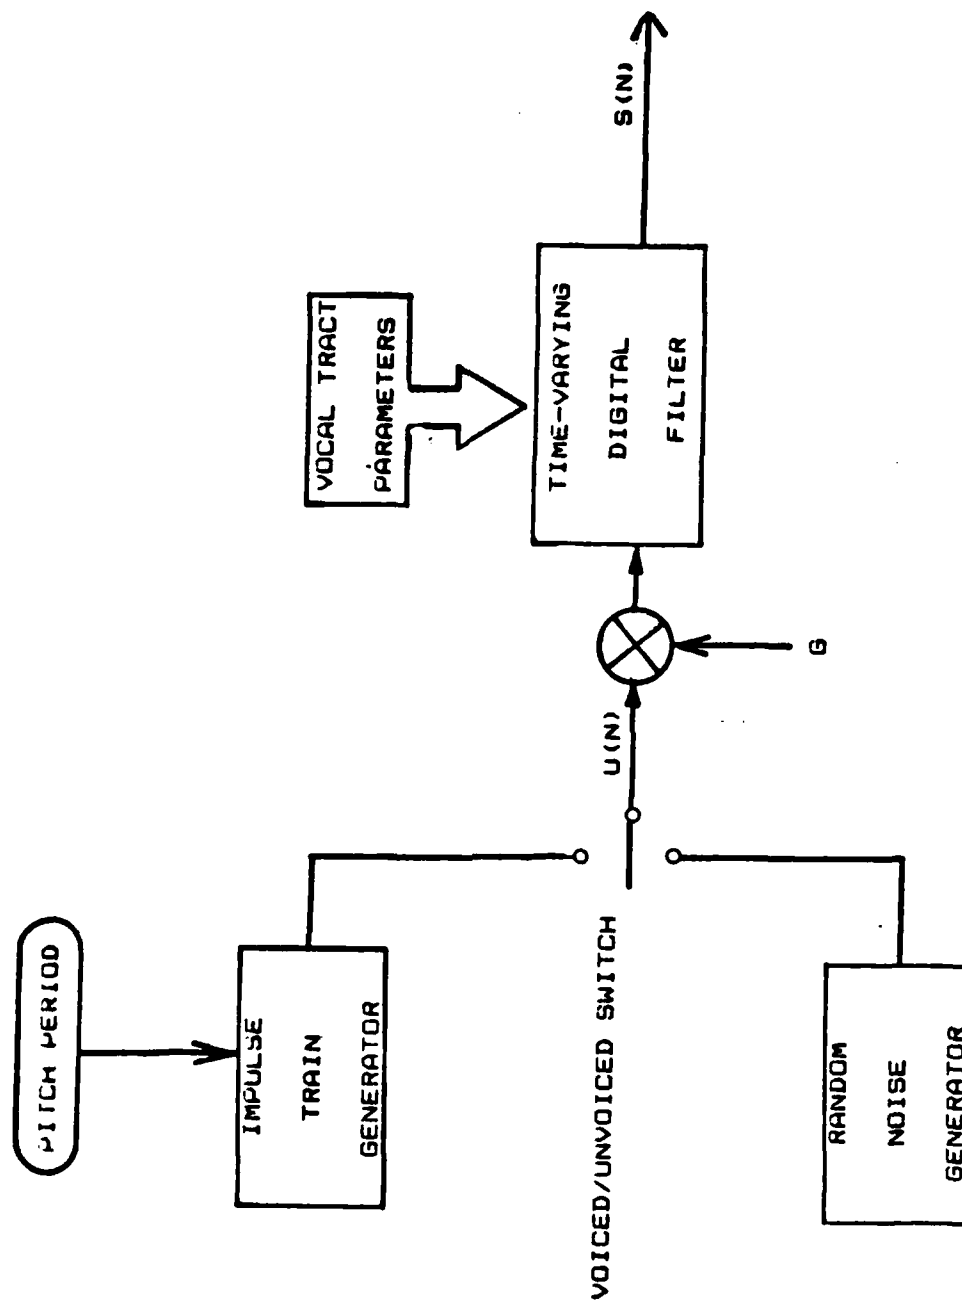 PITCH PERIOD
IMPULSE
TRAIN
GENERATOR
VOICED/UNVOICED SWITCH
RANDOM
NOISE
GENERATOR
U(N)
G
VOCAL TRACT
PARAMETERS
TIME-VARYING
DIGITAL
FILTER
S(N)